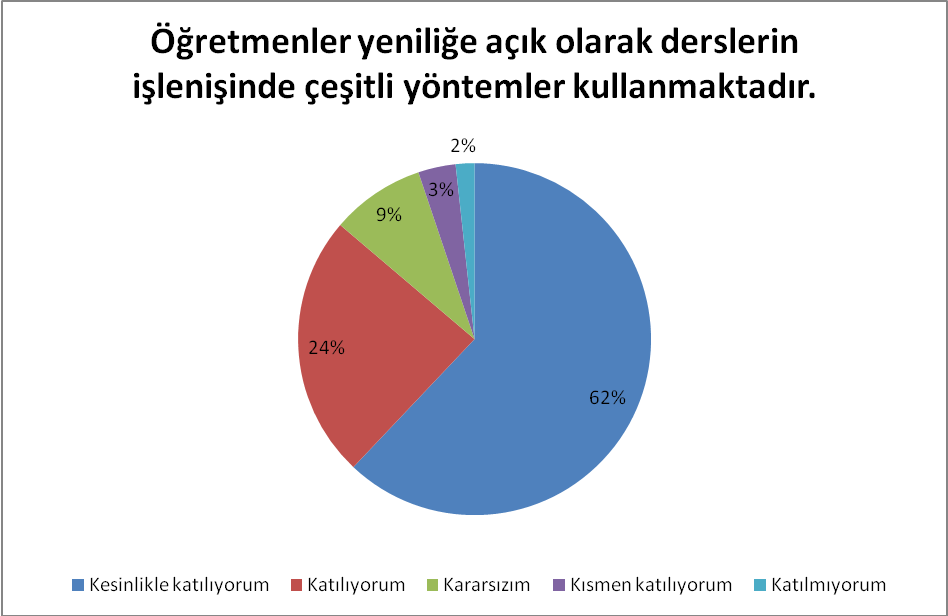 Öğretmenler yeniliğe açık olarak derslerin
işlenişinde çeşitli yöntemler kullanmaktadır.
2%
3%
9%
24%
62%
Kesinlikle katılıyorum Katılıyorum Kararsızım Kısmen katılıyorum Katılmıyorum